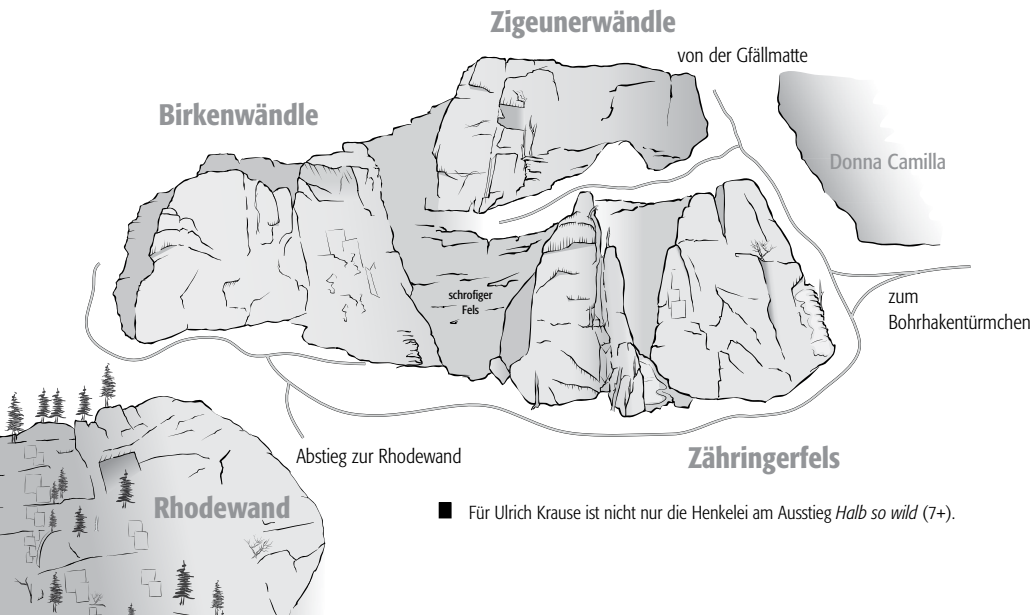 Zigeunerwändle
von der Gfällmatte
Birkenwändle
Donna Camilla
schrofiger
Fels
zum
Bohrhakentürmchen
Abstieg zur Rhodewand
Zähringerfels
Rhodewand
Für Ulrich Krause ist nicht nur die Henkelei am Ausstieg Halb so wild (7+).